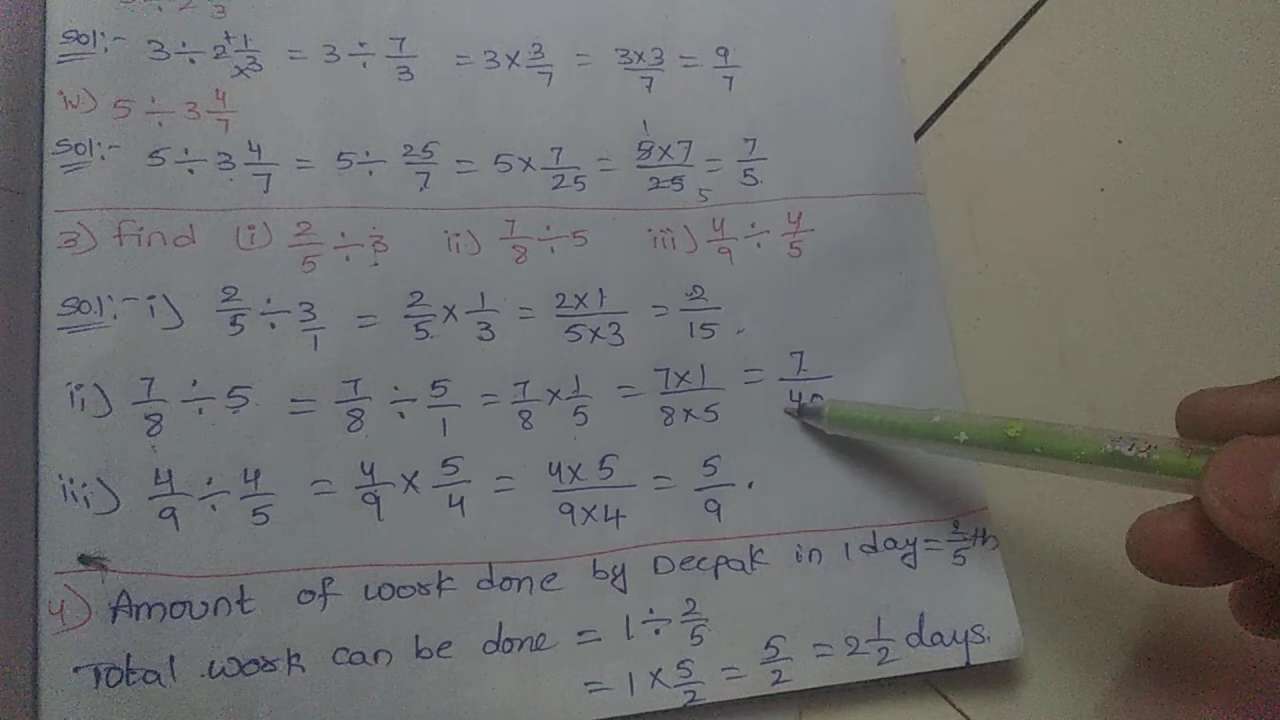 Sol:- 3 ÷ 2 1/3 = 3 ÷ 7/3 = 3 × 3/7 = 3×3/7 = 9/7
iv) 5 ÷ 3 4/7
Sol:- 5 ÷ 3 4/7 = 5 ÷ 25/7 = 5 × 7/25 = 5×7/25 = 7/5
3) find (i) 2/5 ÷ 3 ii) 7/8 ÷ 5 iii) 4/9 ÷ 4/5
Sol:- i) 2/5 ÷ 3/1 = 2/5 × 1/3 = 2×1/5×3 = 2/15.
ii) 7/8 ÷ 5 = 7/8 ÷ 5/1 = 7/8 × 1/5 = 7×1/8×5 = 7/40
iii) 4/9 ÷ 4/5 = 4/9 × 5/4 = 4×5/9×4 = 5/9.
4) Amount of work done by Deepak in 1 day = 2/5 th
Total work can be done = 1 ÷ 2/5
= 1 × 5/2 = 5/2 = 2 1/2 days.